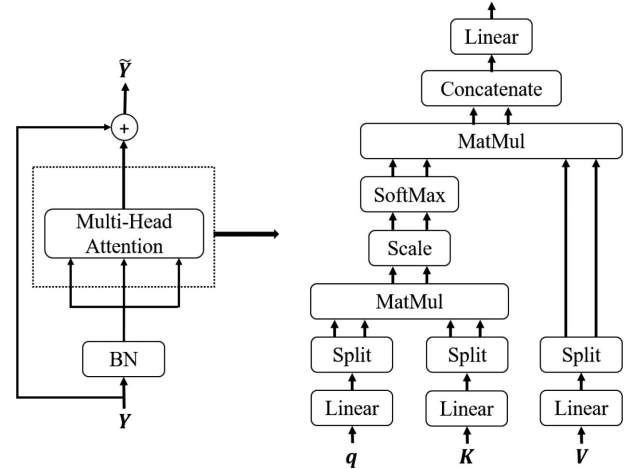 Ỹ
+
Multi-Head
Attention
BN
Y
Linear
Concatenate
MatMul
SoftMax
Scale
MatMul
Split Split Split
Linear Linear Linear
q K V